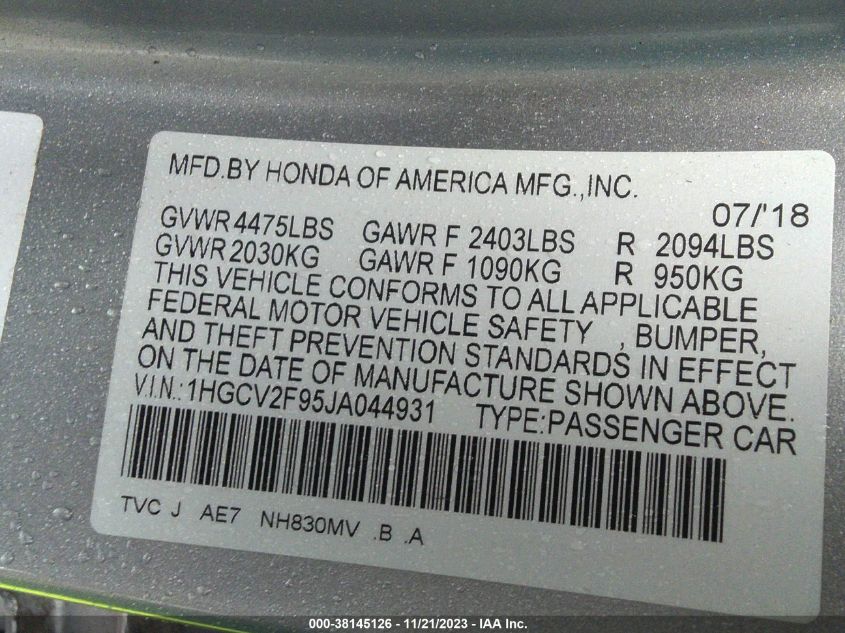 MFD.BY HONDA OF AMERICA MFG.,INC.
07/'18
GVWR 4475LBS GAWR F 2403LBS R 2094LBS
GVWR 2030KG GAWR F 1090KG R 950KG
THIS VEHICLE CONFORMS TO ALL APPLICABLE
FEDERAL MOTOR VEHICLE SAFETY , BUMPER,
AND THEFT PREVENTION STANDARDS IN EFFECT
ON THE DATE OF MANUFACTURE SHOWN ABOVE.
V.I.N.: 1HGCV2F95JA044931 TYPE:PASSENGER CAR
TVC J AE7 NH830MV .B .A
000-38145126 - 11/21/2023 - IAA Inc.